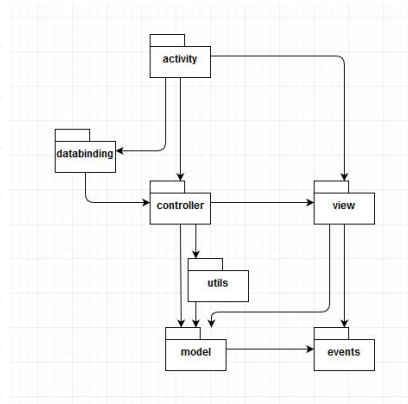 activity
databinding
controller
view
utils
model
events